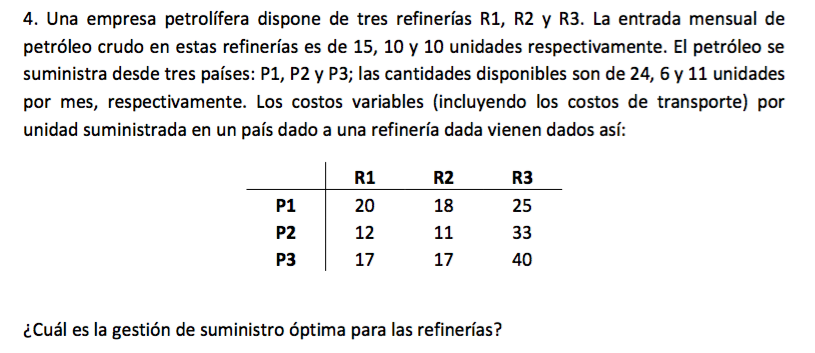 4. Una empresa petrolífera dispone de tres refinerías R1, R2 y R3. La entrada mensual de
petróleo crudo en estas refinerías es de 15, 10 y 10 unidades respectivamente. El petróleo se
suministra desde tres países: P1, P2 y P3; las cantidades disponibles son de 24, 6 y 11 unidades
por mes, respectivamente. Los costos variables (incluyendo los costos de transporte) por
unidad suministrada en un país dado a una refinería dada vienen dados así:
R1 R2 R3
P1 20 18 25
P2 12 11 33
P3 17 17 40
¿Cuál es la gestión de suministro óptima para las refinerías?